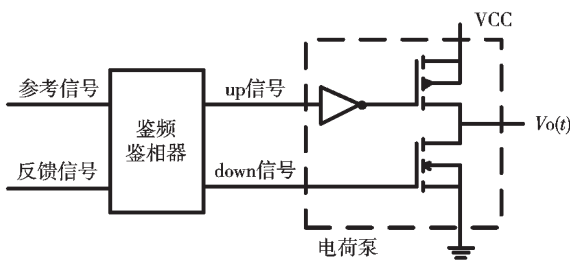 VCC
参考信号
up信号
鉴频
鉴相器
Vo(t)
反馈信号
down信号
电荷泵